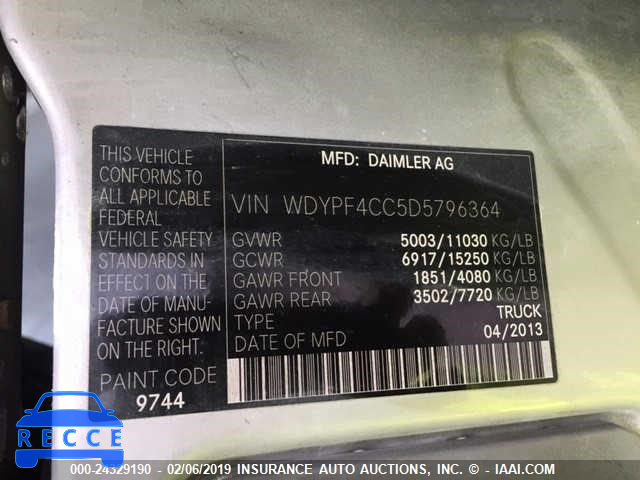 THIS VEHICLE
CONFORMS TO
ALL APPLICABLE
FEDERAL
VEHICLE SAFETY
STANDARDS IN
EFFECT ON THE
DATE OF MANU-
FACTURE SHOWN
ON THE RIGHT.
PAINT CODE
9744
MFD: DAIMLER AG
VIN WDYPF4CC5D5796364
GVWR 5003/11030 KG/LB
GCWR 6917/15250 KG/LB
GAWR FRONT 1851/4080 KG/LB
GAWR REAR 3502/7720 KG/LB
TYPE TRUCK
DATE OF MFD 04/2013
RECCE
000-24329190 - 02/06/2019 INSURANCE AUTO AUCTIONS, INC. - IAAI.COM